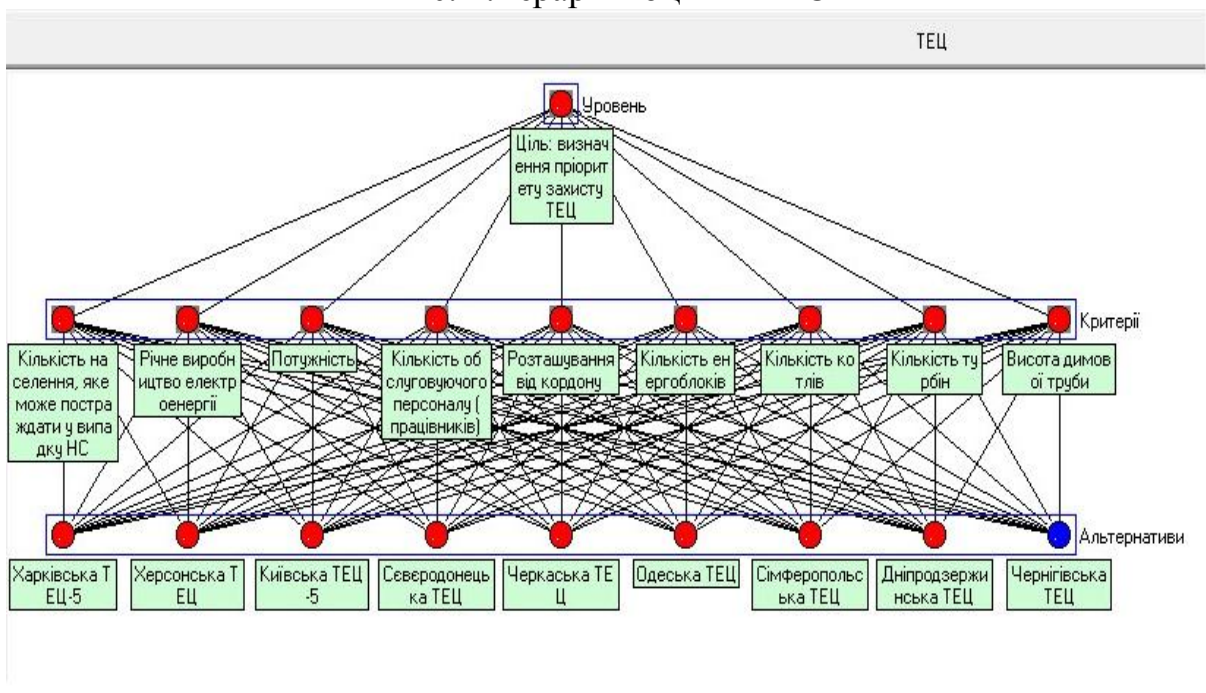 ТЕЦ
Уровень
Ціль: визнач
ення пріорит
ету захисту
ТЕЦ
Критерії
Кількість на
селення, яке
може постра
ждати у випа
дку НС
Річне виробн
ицтво електр
оенергії
Потужність
Кількість об
слуговуючого
персоналу (
працівників)
Розташування
від кордону
Кількість ен
ергоблоків
Кількість ко
тлів
Кількість ту
рбін
Висота димов
ої труби
Альтернативи
Харківська Т
ЕЦ-5
Херсонська Т
ЕЦ
Київська ТЕЦ
-5
Сєвєродонець
ка ТЕЦ
Черкаська ТЕ
Ц
Одеська ТЕЦ
Сімферопольс
ька ТЕЦ
Дніпродзержи
нська ТЕЦ
Чернігівська
ТЕЦ